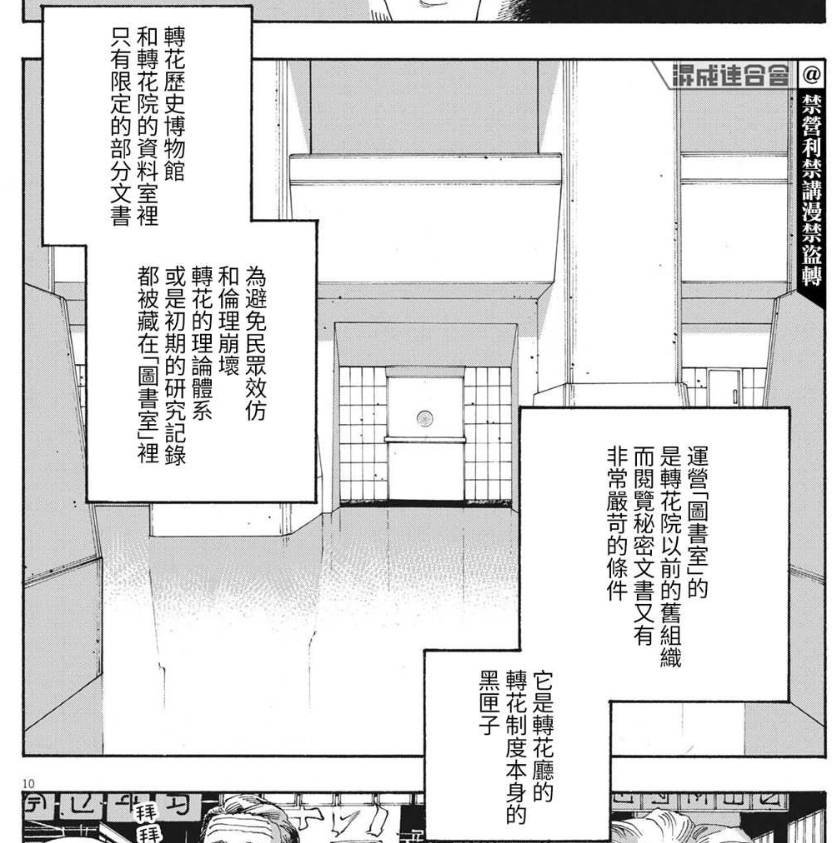 混成連合會
@
禁營利禁講漫禁盜轉
轉花歷史博物館
和轉花院的資料室裡
只有限定的部分文書
為避免民眾效仿
和倫理崩壞
轉花的理論體系
或是初期的研究記錄
都被藏在「圖書室」裡
運營「圖書室」的
是轉花院以前的舊組織
而閱覽秘密文書又有
非常嚴苛的條件
它是轉花廳的
轉花制度本身的
黑匣子
10
拜
拜